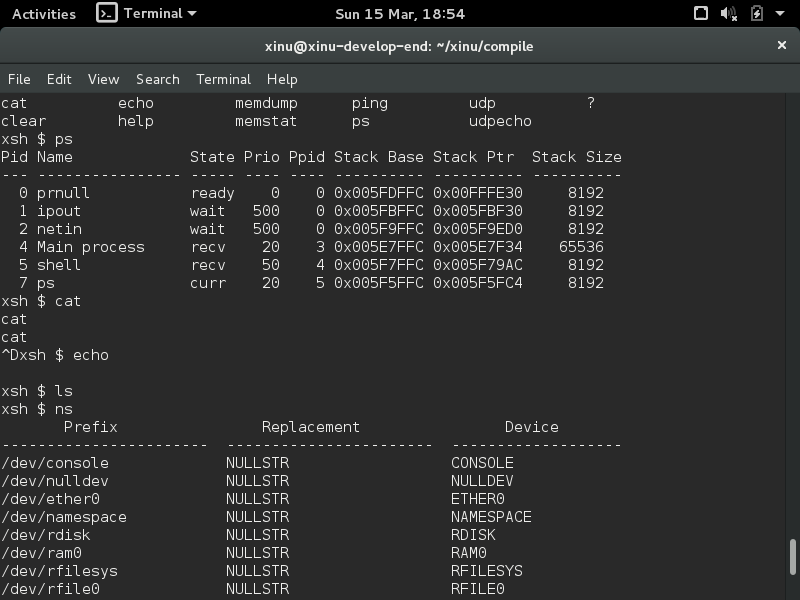 Activities Terminal Sun 15 Mar, 18:54
xinu@xinu-develop-end: ~/xinu/compile ×
File Edit View Search Terminal Help
cat echo memdump ping udp ?
clear help memstat ps udpecho
xsh $ ps
Pid Name State Prio Ppid Stack Base Stack Ptr Stack Size
--- ---------------- ----- ---- ---- ---------- ---------- ----------
0 prnull ready 0 0 0x005FDFFC 0x00FFFE30 8192
1 ipout wait 500 0 0x005FBFFC 0x005FBF30 8192
2 netin wait 500 0 0x005F9FFC 0x005F9ED0 8192
4 Main process recv 20 3 0x005E7FFC 0x005E7F34 65536
5 shell recv 50 4 0x005F7FFC 0x005F79AC 8192
7 ps curr 20 5 0x005F5FFC 0x005F5FC4 8192
xsh $ cat
cat
cat
^Dxsh $ echo
xsh $ ls
xsh $ ns
Prefix Replacement Device
----------------------- ----------------------- -------------------
/dev/console NULLSTR CONSOLE
/dev/nulldev NULLSTR NULLDEV
/dev/ether0 NULLSTR ETHER0
/dev/namespace NULLSTR NAMESPACE
/dev/rdisk NULLSTR RDISK
/dev/ram0 NULLSTR RAM0
/dev/rfilesys NULLSTR RFILESYS
/dev/rfile0 NULLSTR RFILE0